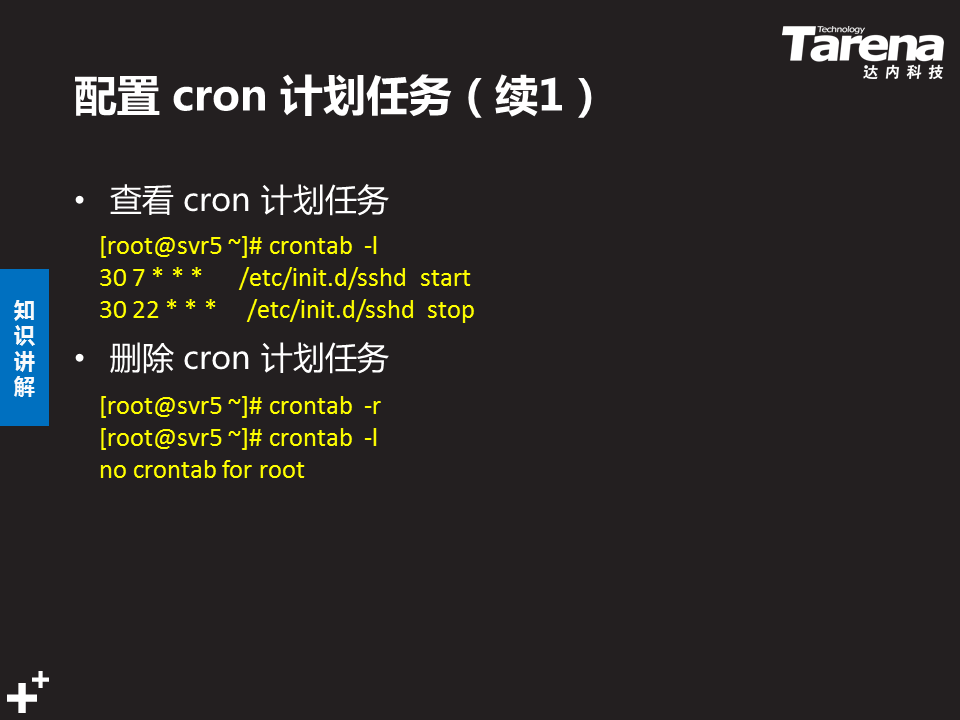 Technology
Tarena
达内科技
配置 cron 计划任务（续1）
• 查看 cron 计划任务
[root@svr5 ~]# crontab -l
30 7 * * * /etc/init.d/sshd start
30 22 * * * /etc/init.d/sshd stop
• 删除 cron 计划任务
[root@svr5 ~]# crontab -r
[root@svr5 ~]# crontab -l
no crontab for root
知
识
讲
解